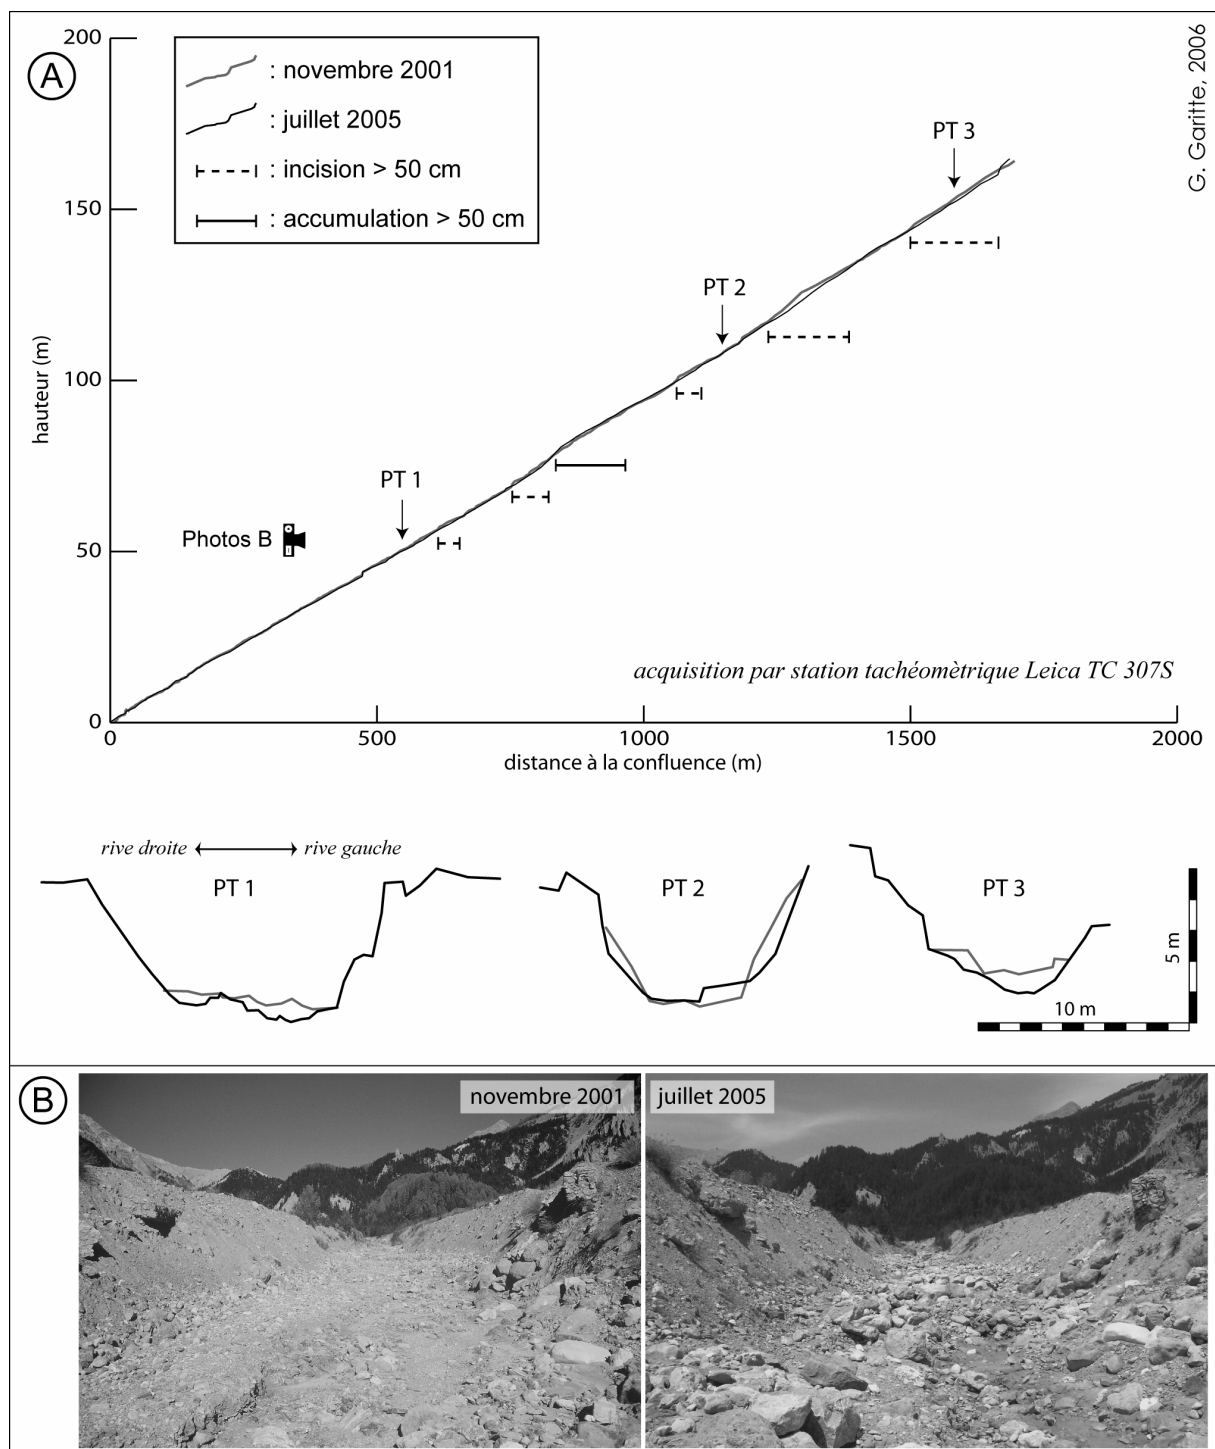 A
G. Garitte, 2006
: novembre 2001
: juillet 2005
: incision > 50 cm
: accumulation > 50 cm
200
150
100
50
0
hauteur (m)
PT 3
PT 2
PT 1
Photos B
acquisition par station tachéomètrique Leica TC 307S
0 500 1000 1500 2000
distance à la confluence (m)
rive droite rive gauche
PT 1
PT 2
PT 3
5 m
10 m
B
novembre 2001
juillet 2005